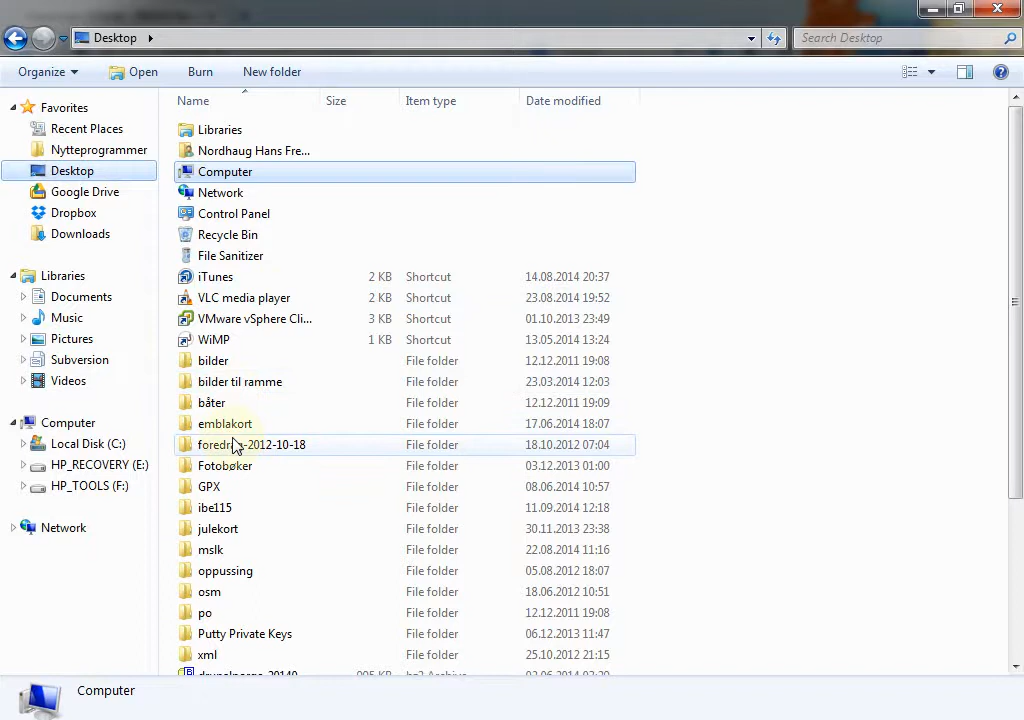 Desktop
Search Desktop
Organize Open Burn New folder
Name Size Item type Date modified
Favorites
Recent Places
Nytteprogrammer
Desktop
Google Drive
Dropbox
Downloads
Libraries
Documents
Music
Pictures
Subversion
Videos
Computer
Local Disk (C:)
HP_RECOVERY (E:)
HP_TOOLS (F:)
Network
Libraries
Nordhaug Hans Fre...
Computer
Network
Control Panel
Recycle Bin
File Sanitizer
iTunes 2 KB Shortcut 14.08.2014 20:37
VLC media player 2 KB Shortcut 23.08.2014 19:52
VMware vSphere Cli... 3 KB Shortcut 01.10.2013 23:49
WiMP 1 KB Shortcut 13.05.2014 13:24
bilder File folder 12.12.2011 19:08
bilder til ramme File folder 23.03.2014 12:03
båter File folder 12.12.2011 19:09
emblakort File folder 17.06.2014 18:07
foredrag-2012-10-18 File folder 18.10.2012 07:04
Fotobøker File folder 03.12.2013 01:00
GPX File folder 08.06.2014 10:57
ibe115 File folder 11.09.2014 12:18
julekort File folder 30.11.2013 23:38
mslk File folder 22.08.2014 11:16
oppussing File folder 05.08.2012 18:07
osm File folder 18.06.2012 10:51
po File folder 12.12.2011 19:08
Putty Private Keys File folder 06.12.2013 11:47
xml File folder 25.10.2012 21:15
Computer